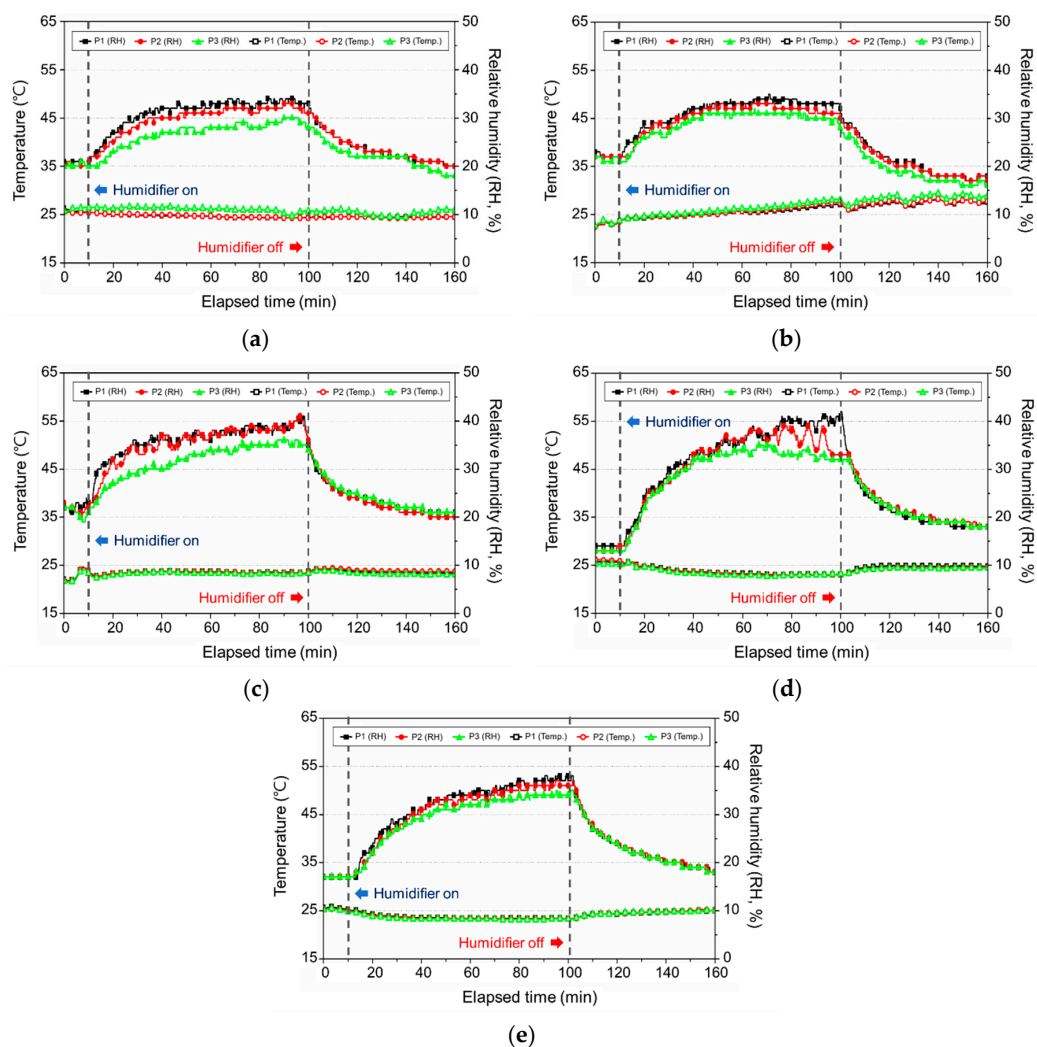 65 50
P1 (RH) P2 (RH) P3 (RH) P1 (Temp.) P2 (Temp.) P3 (Temp.)
55 40
45 30
35 20
25 10
15 0
0 20 40 60 80 100 120 140 160
Temperature (°C)
Relative humidity (RH, %)
Humidifier on
Humidifier off
Elapsed time (min)
(a)
65 50
P1 (RH) P2 (RH) P3 (RH) P1 (Temp.) P2 (Temp.) P3 (Temp.)
55 40
45 30
35 20
25 10
15 0
0 20 40 60 80 100 120 140 160
Temperature (°C)
Relative humidity (RH, %)
Humidifier on
Humidifier off
Elapsed time (min)
(b)
65 50
P1 (RH) P2 (RH) P3 (RH) P1 (Temp.) P2 (Temp.) P3 (Temp.)
55 40
45 30
35 20
25 10
15 0
0 20 40 60 80 100 120 140 160
Temperature (°C)
Relative humidity (RH, %)
Humidifier on
Humidifier off
Elapsed time (min)
(c)
65 50
P1 (RH) P2 (RH) P3 (RH) P1 (Temp.) P2 (Temp.) P3 (Temp.)
55 40
45 30
35 20
25 10
15 0
0 20 40 60 80 100 120 140 160
Temperature (°C)
Relative humidity (RH, %)
Humidifier on
Humidifier off
Elapsed time (min)
(d)
65 50
P1 (RH) P2 (RH) P3 (RH) P1 (Temp.) P2 (Temp.) P3 (Temp.)
55 40
45 30
35 20
25 10
15 0
0 20 40 60 80 100 120 140 160
Temperature (°C)
Relative humidity (RH, %)
Humidifier on
Humidifier off
Elapsed time (min)
(e)